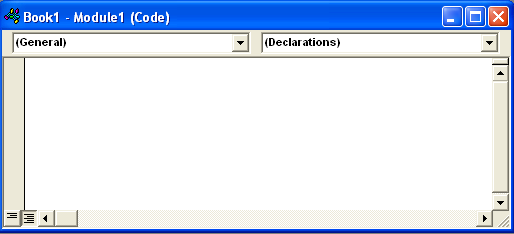 Book1 - Module1 (Code)
(General) (Declarations)